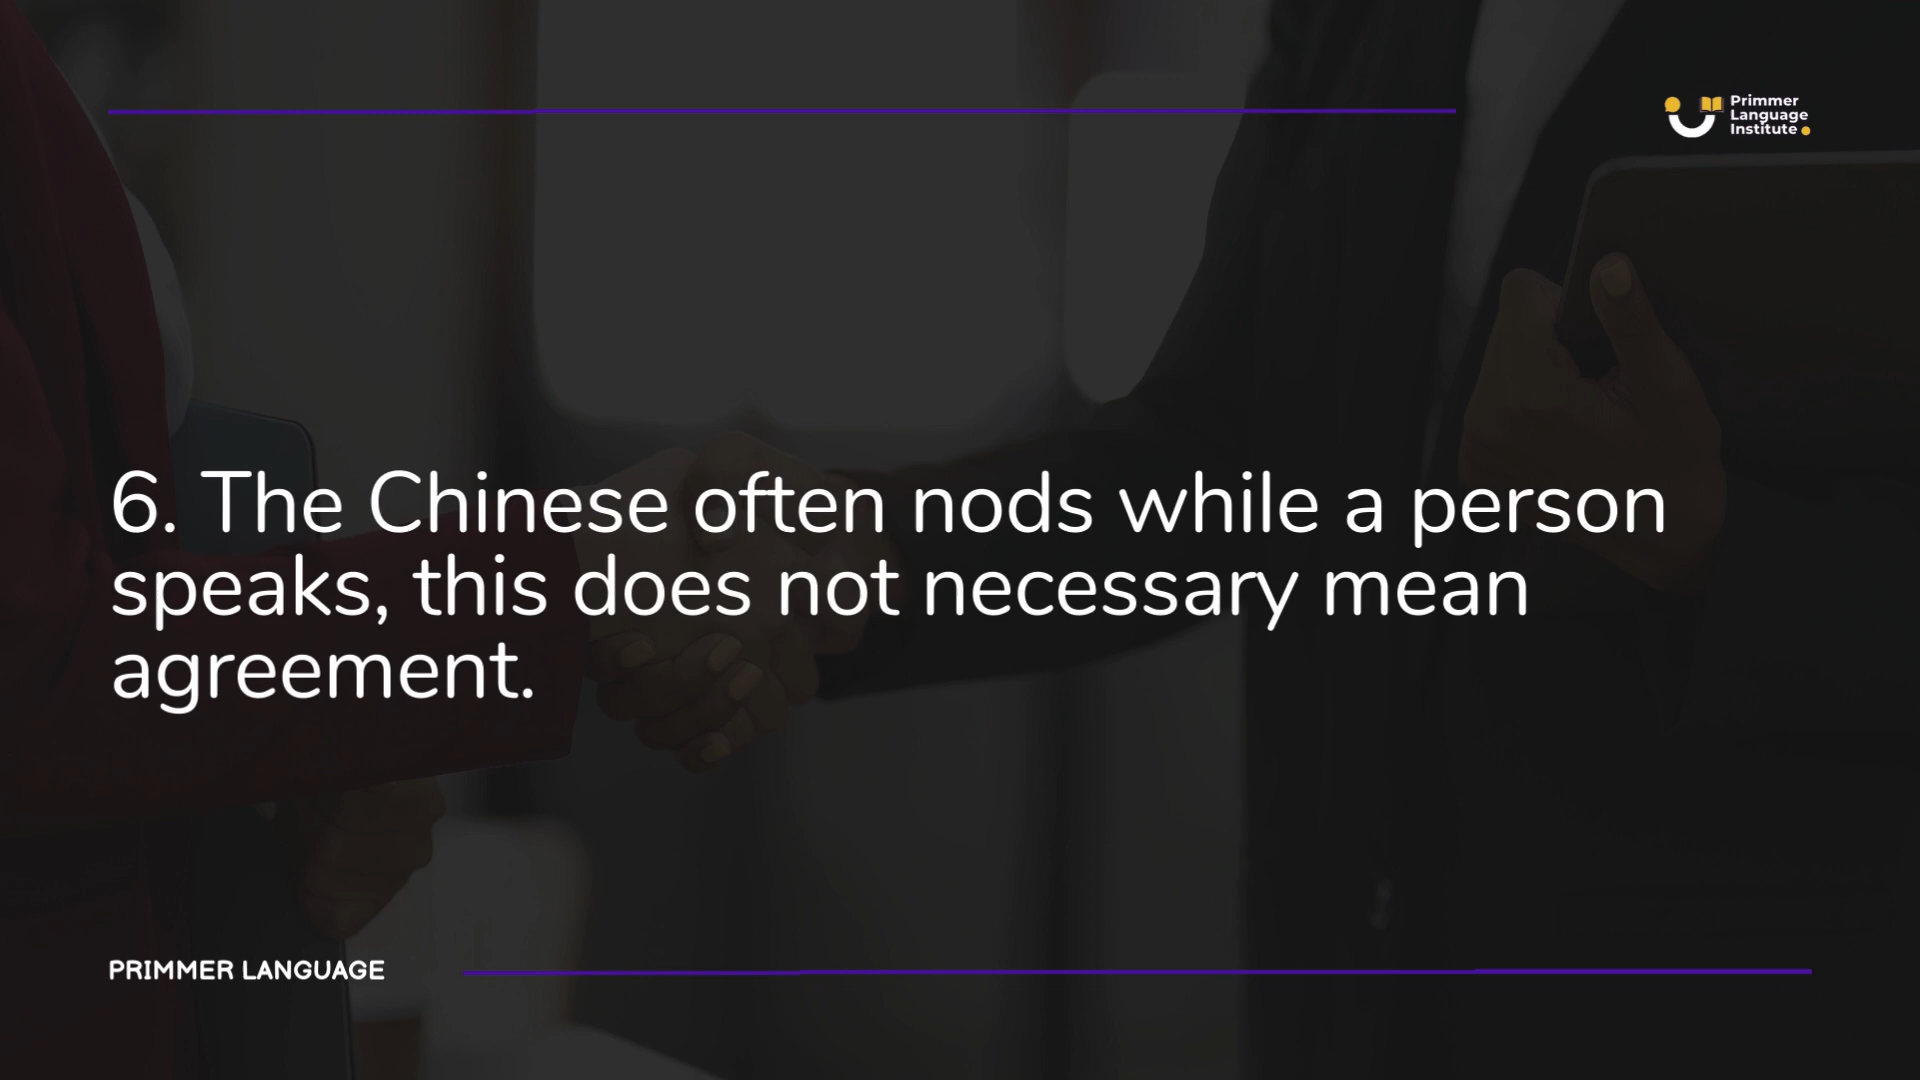 Primmer
Language
Institute
6. The Chinese often nods while a person
speaks, this does not necessary mean
agreement.
PRIMMER LANGUAGE